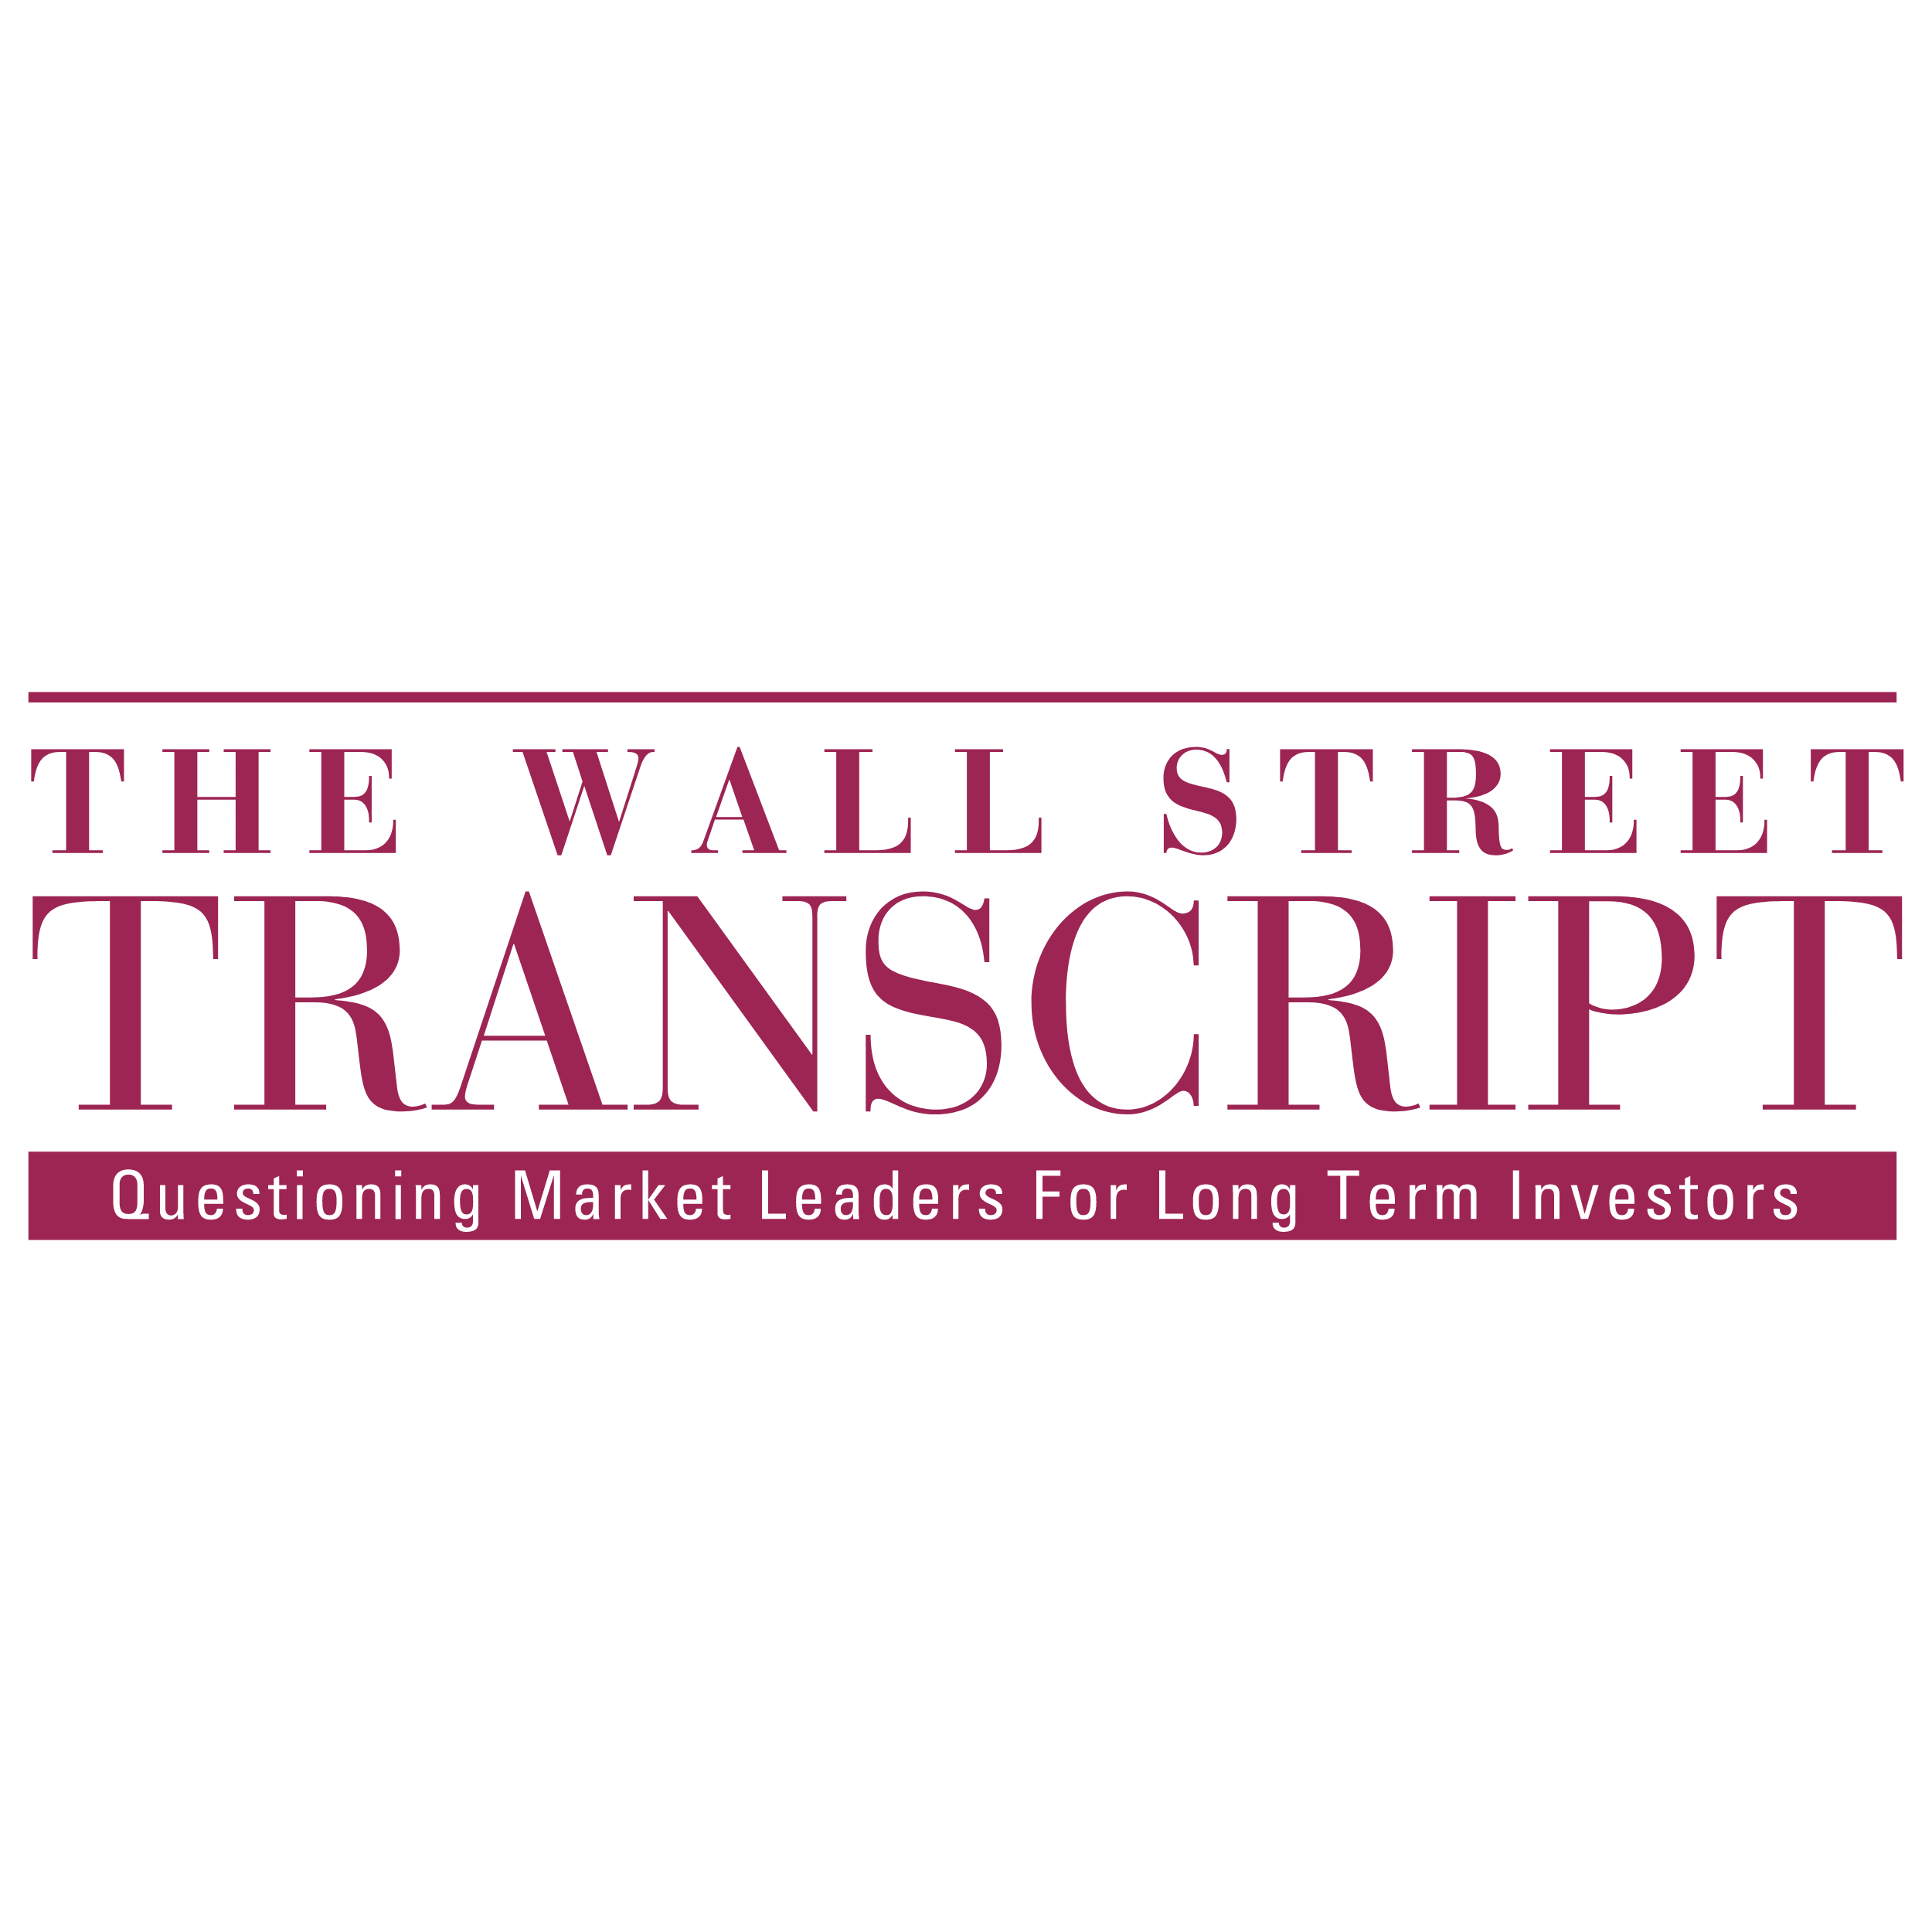 THE WALL STREET
TRANSCRIPT
Questioning Market Leaders For Long Term Investors